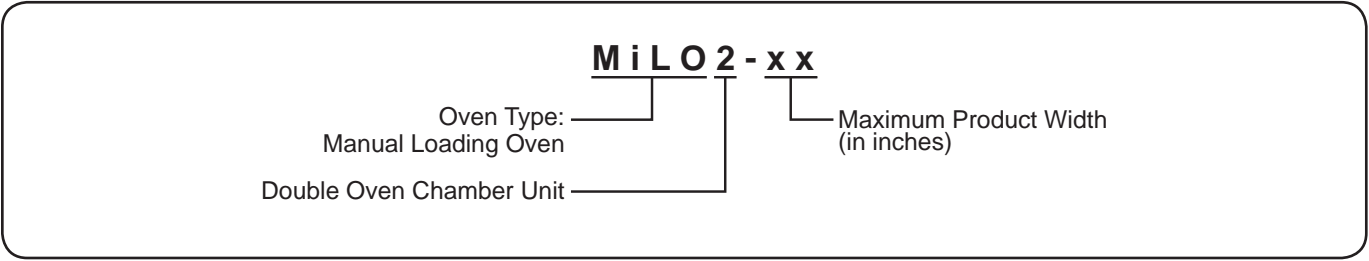 MiLO2-xx
Oven Type:
Manual Loading Oven
Double Oven Chamber Unit
Maximum Product Width
(in inches)